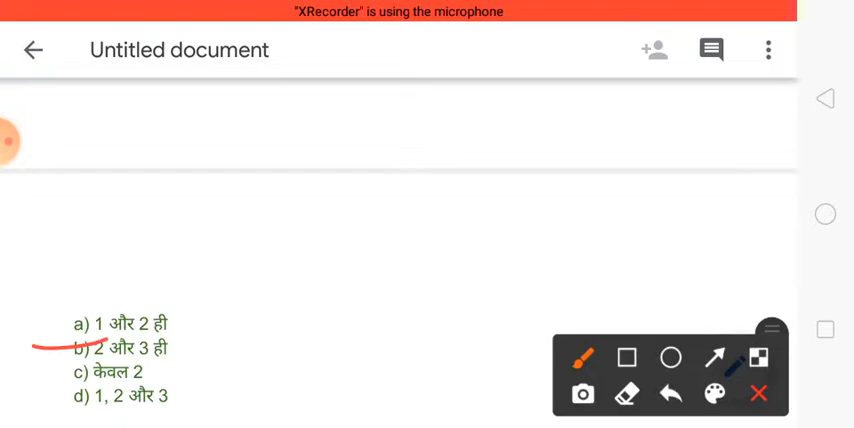 "XRecorder" is using the microphone
Untitled document
a) 1 और 2 ही
b) 2 और 3 ही
c) केवल 2
d) 1, 2 और 3